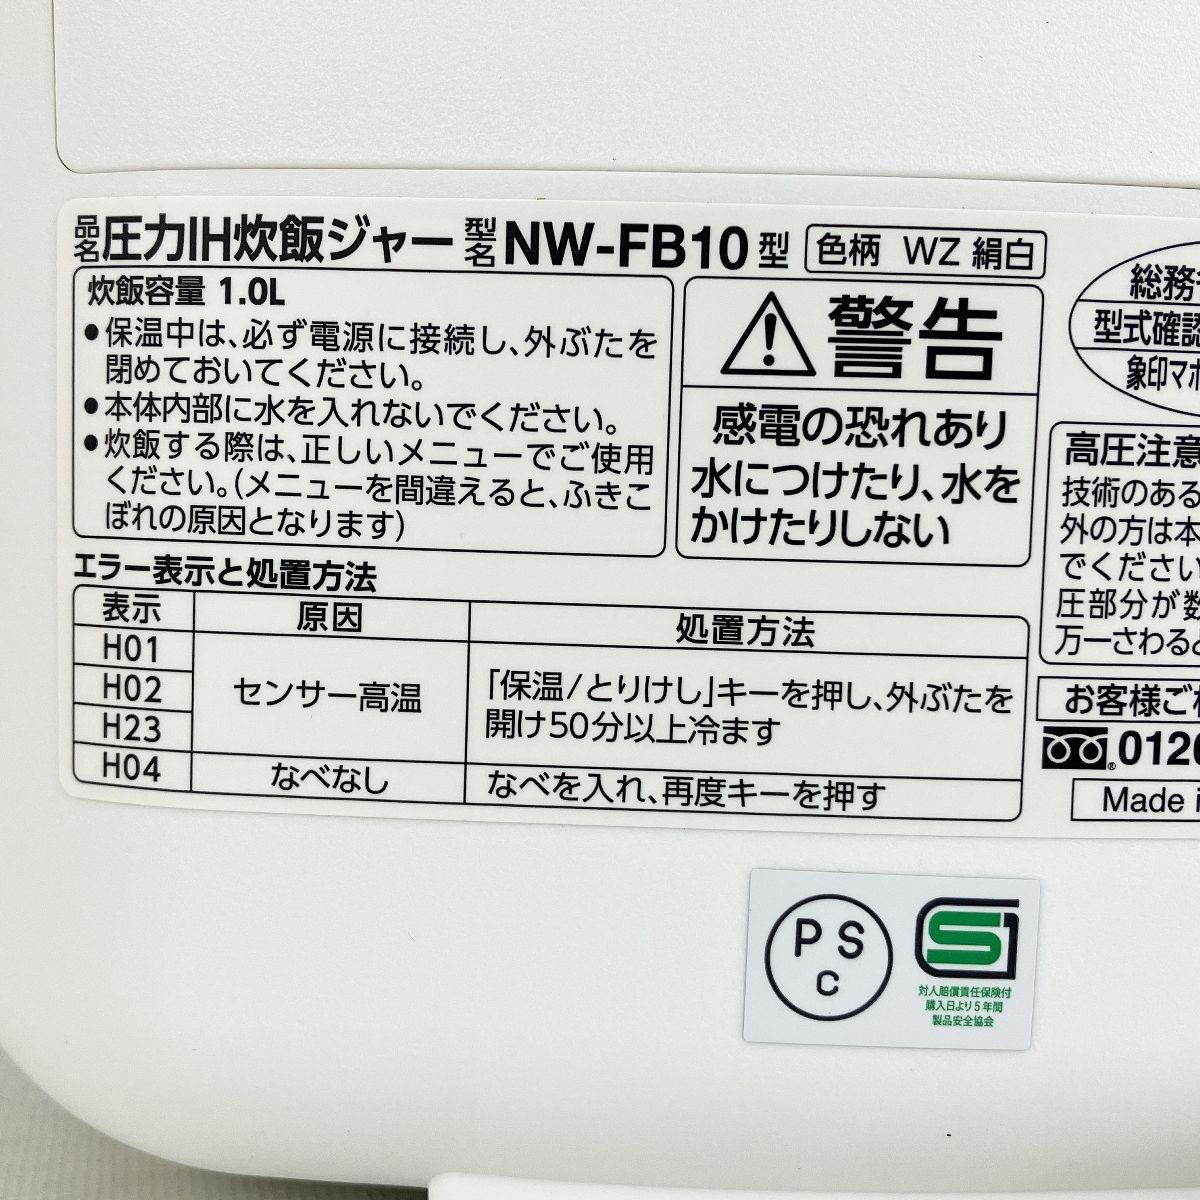 品名 圧力IH炊飯ジャー 型名 NW-FB10型 色柄 WZ 絹白
炊飯容量 1.0L
●保温中は、必ず電源に接続し、外ぶたを
閉めておいてください。
●本体内部に水を入れないでください。
●炊飯する際は、正しいメニューでご使用
ください。(メニューを間違えると、ふきこ
ぼれの原因となります)
警告
感電の恐れあり
水につけたり、水を
かけたりしない
エラー表示と処置方法
表示 原因 処置方法
H01
H02
H23
センサー高温
「保温/とりけし」キーを押し、外ぶたを
開け50分以上冷ます
H04 なべなし なべを入れ、再度キーを押す
総務
型式確認
象印マホ
高圧注意
技術のある
外の方は本
でください
圧部分が数
万一さわると
お客様ご
0120
Made i
PS
C
S1
対人賠償責任保険付
購入日より5年間
製品安全協会